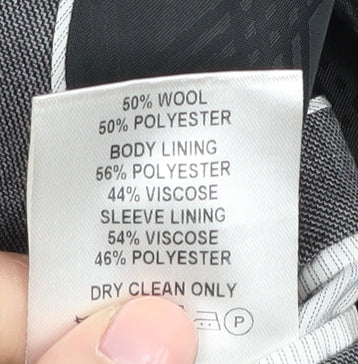 50% WOOL
50% POLYESTER
BODY LINING
56% POLYESTER
44% VISCOSE
SLEEVE LINING
54% VISCOSE
46% POLYESTER
DRY CLEAN ONLY
P